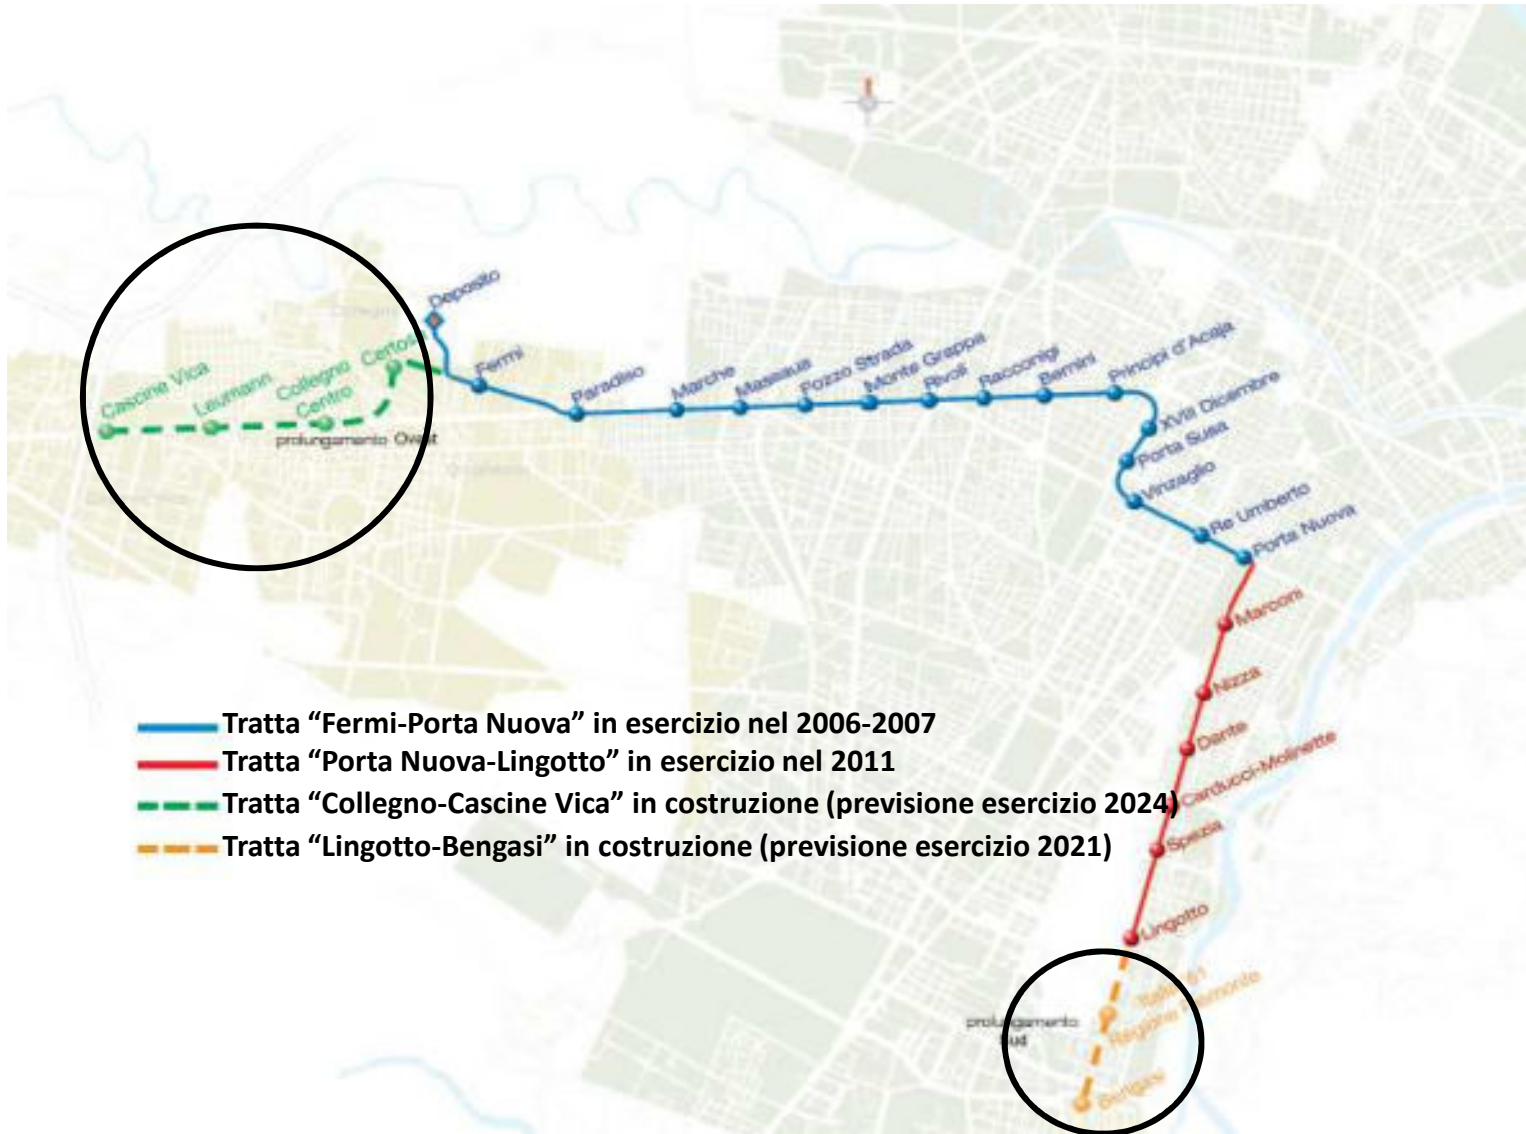 Deposito
Fermi
Paradiso
Marche
Massaua
Pozzo Strada
Monte Grappa
Rivoli
Racconigi
Bernini
Principi d'Acaja
XVIII Dicembre
Porta Susa
Vinzaglio
Re Umberto
Porta Nuova
Cascine Vica
Leumann
Collegno
Centro
Certosa
prolungamento Ovest
Marconi
Nizza
Dante
Carducci-Molinette
Spezia
Lingotto
Tratta “Fermi-Porta Nuova” in esercizio nel 2006-2007
Tratta “Porta Nuova-Lingotto” in esercizio nel 2011
Tratta “Collegno-Cascine Vica” in costruzione (previsione esercizio 2024)
Tratta “Lingotto-Bengasi” in costruzione (previsione esercizio 2021)
Italia 61
Regione Piemonte
prolungamento
Sud
Bengasi